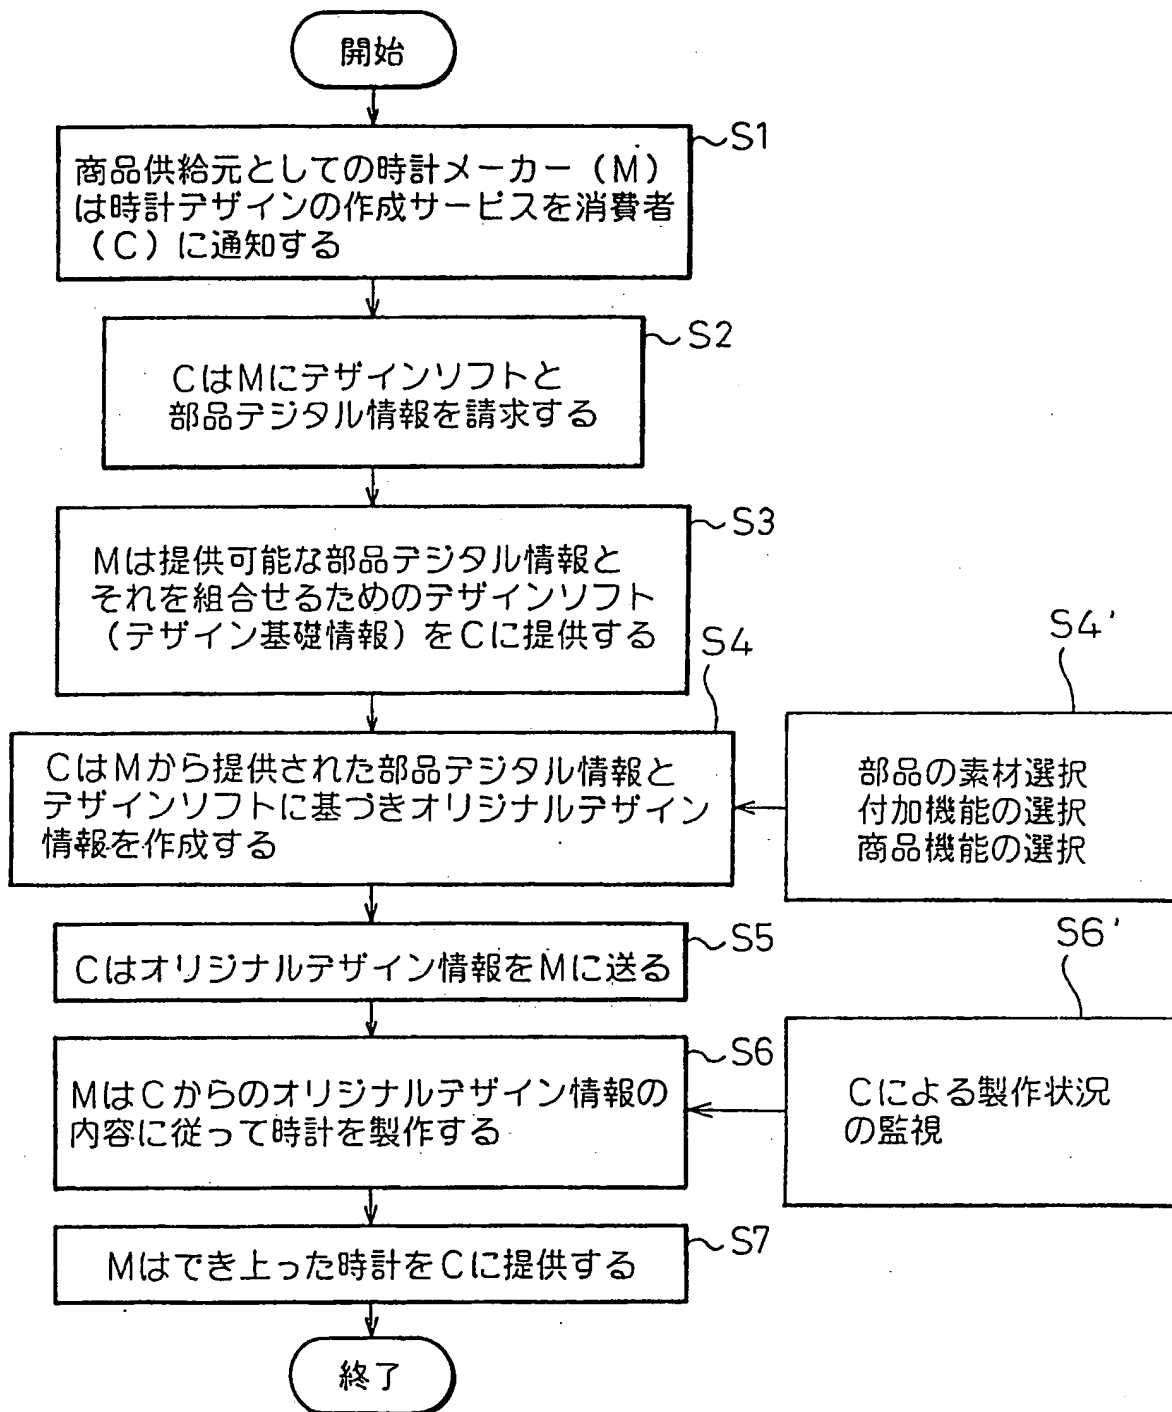 開始
S1
商品供給元としての時計メーカー(M)
は時計デザインの作成サービスを消費者
(C)に通知する
S2
CはMにデザインソフトと
部品デジタル情報を請求する
S3
Mは提供可能な部品デジタル情報と
それを組合せるためのデザインソフト
(デザイン基礎情報)をCに提供する
S4
CはMから提供された部品デジタル情報と
デザインソフトに基づきオリジナルデザイン
情報を作成する
S4'
部品の素材選択
付加機能の選択
商品機能の選択
S5
Cはオリジナルデザイン情報をMに送る
S6
MはCからのオリジナルデザイン情報の
内容に従って時計を製作する
S6'
Cによる製作状況
の監視
S7
Mはでき上った時計をCに提供する
終了